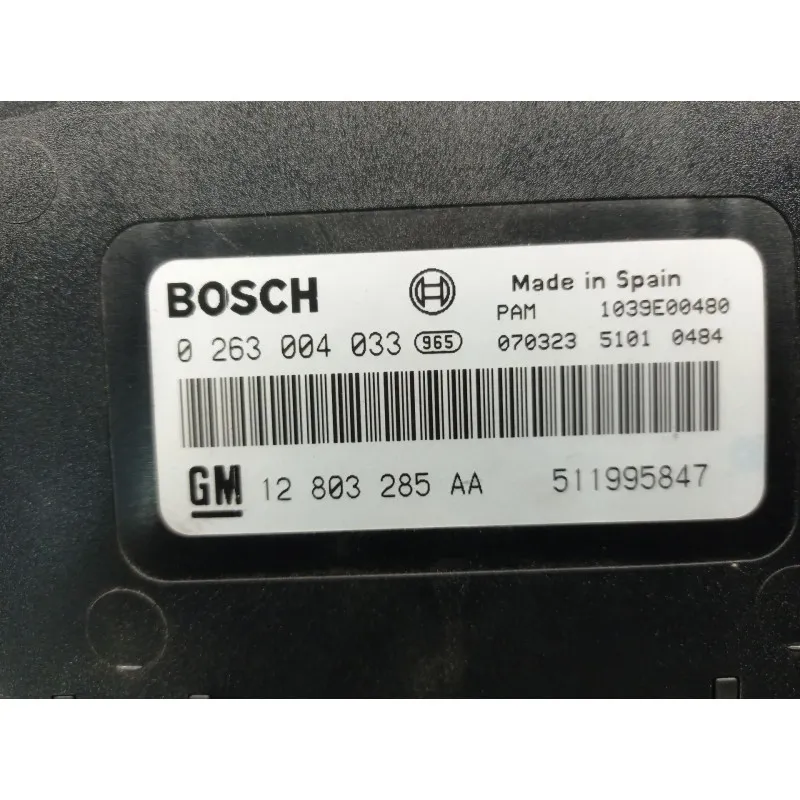 BOSCH Made in Spain
PAM 1039E00480
0 263 004 033 965 070323 5101 0484
GM 12 803 285 AA 511995847